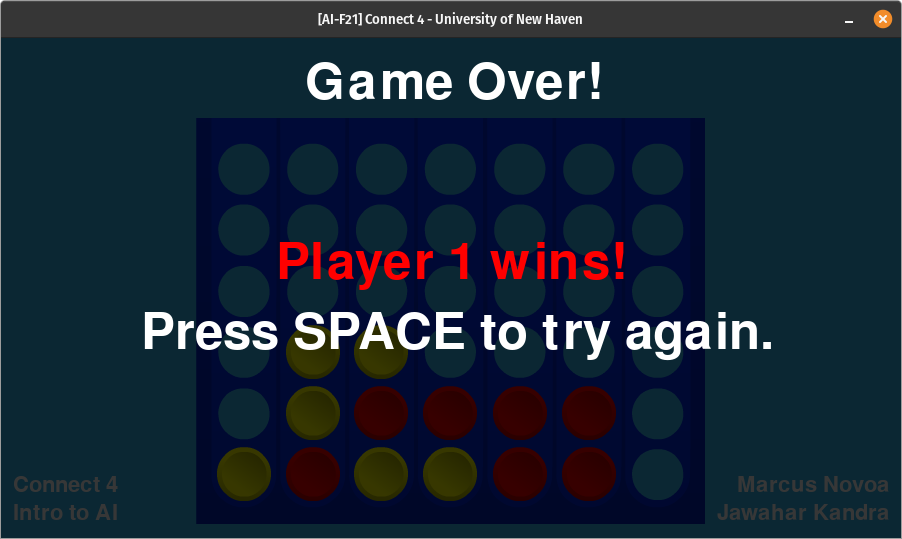 [AI-F21] Connect 4 - University of New Haven
Game Over!
Player 1 wins!
Press SPACE to try again.
Connect 4
Intro to AI
Marcus Novoa
Jawahar Kandra